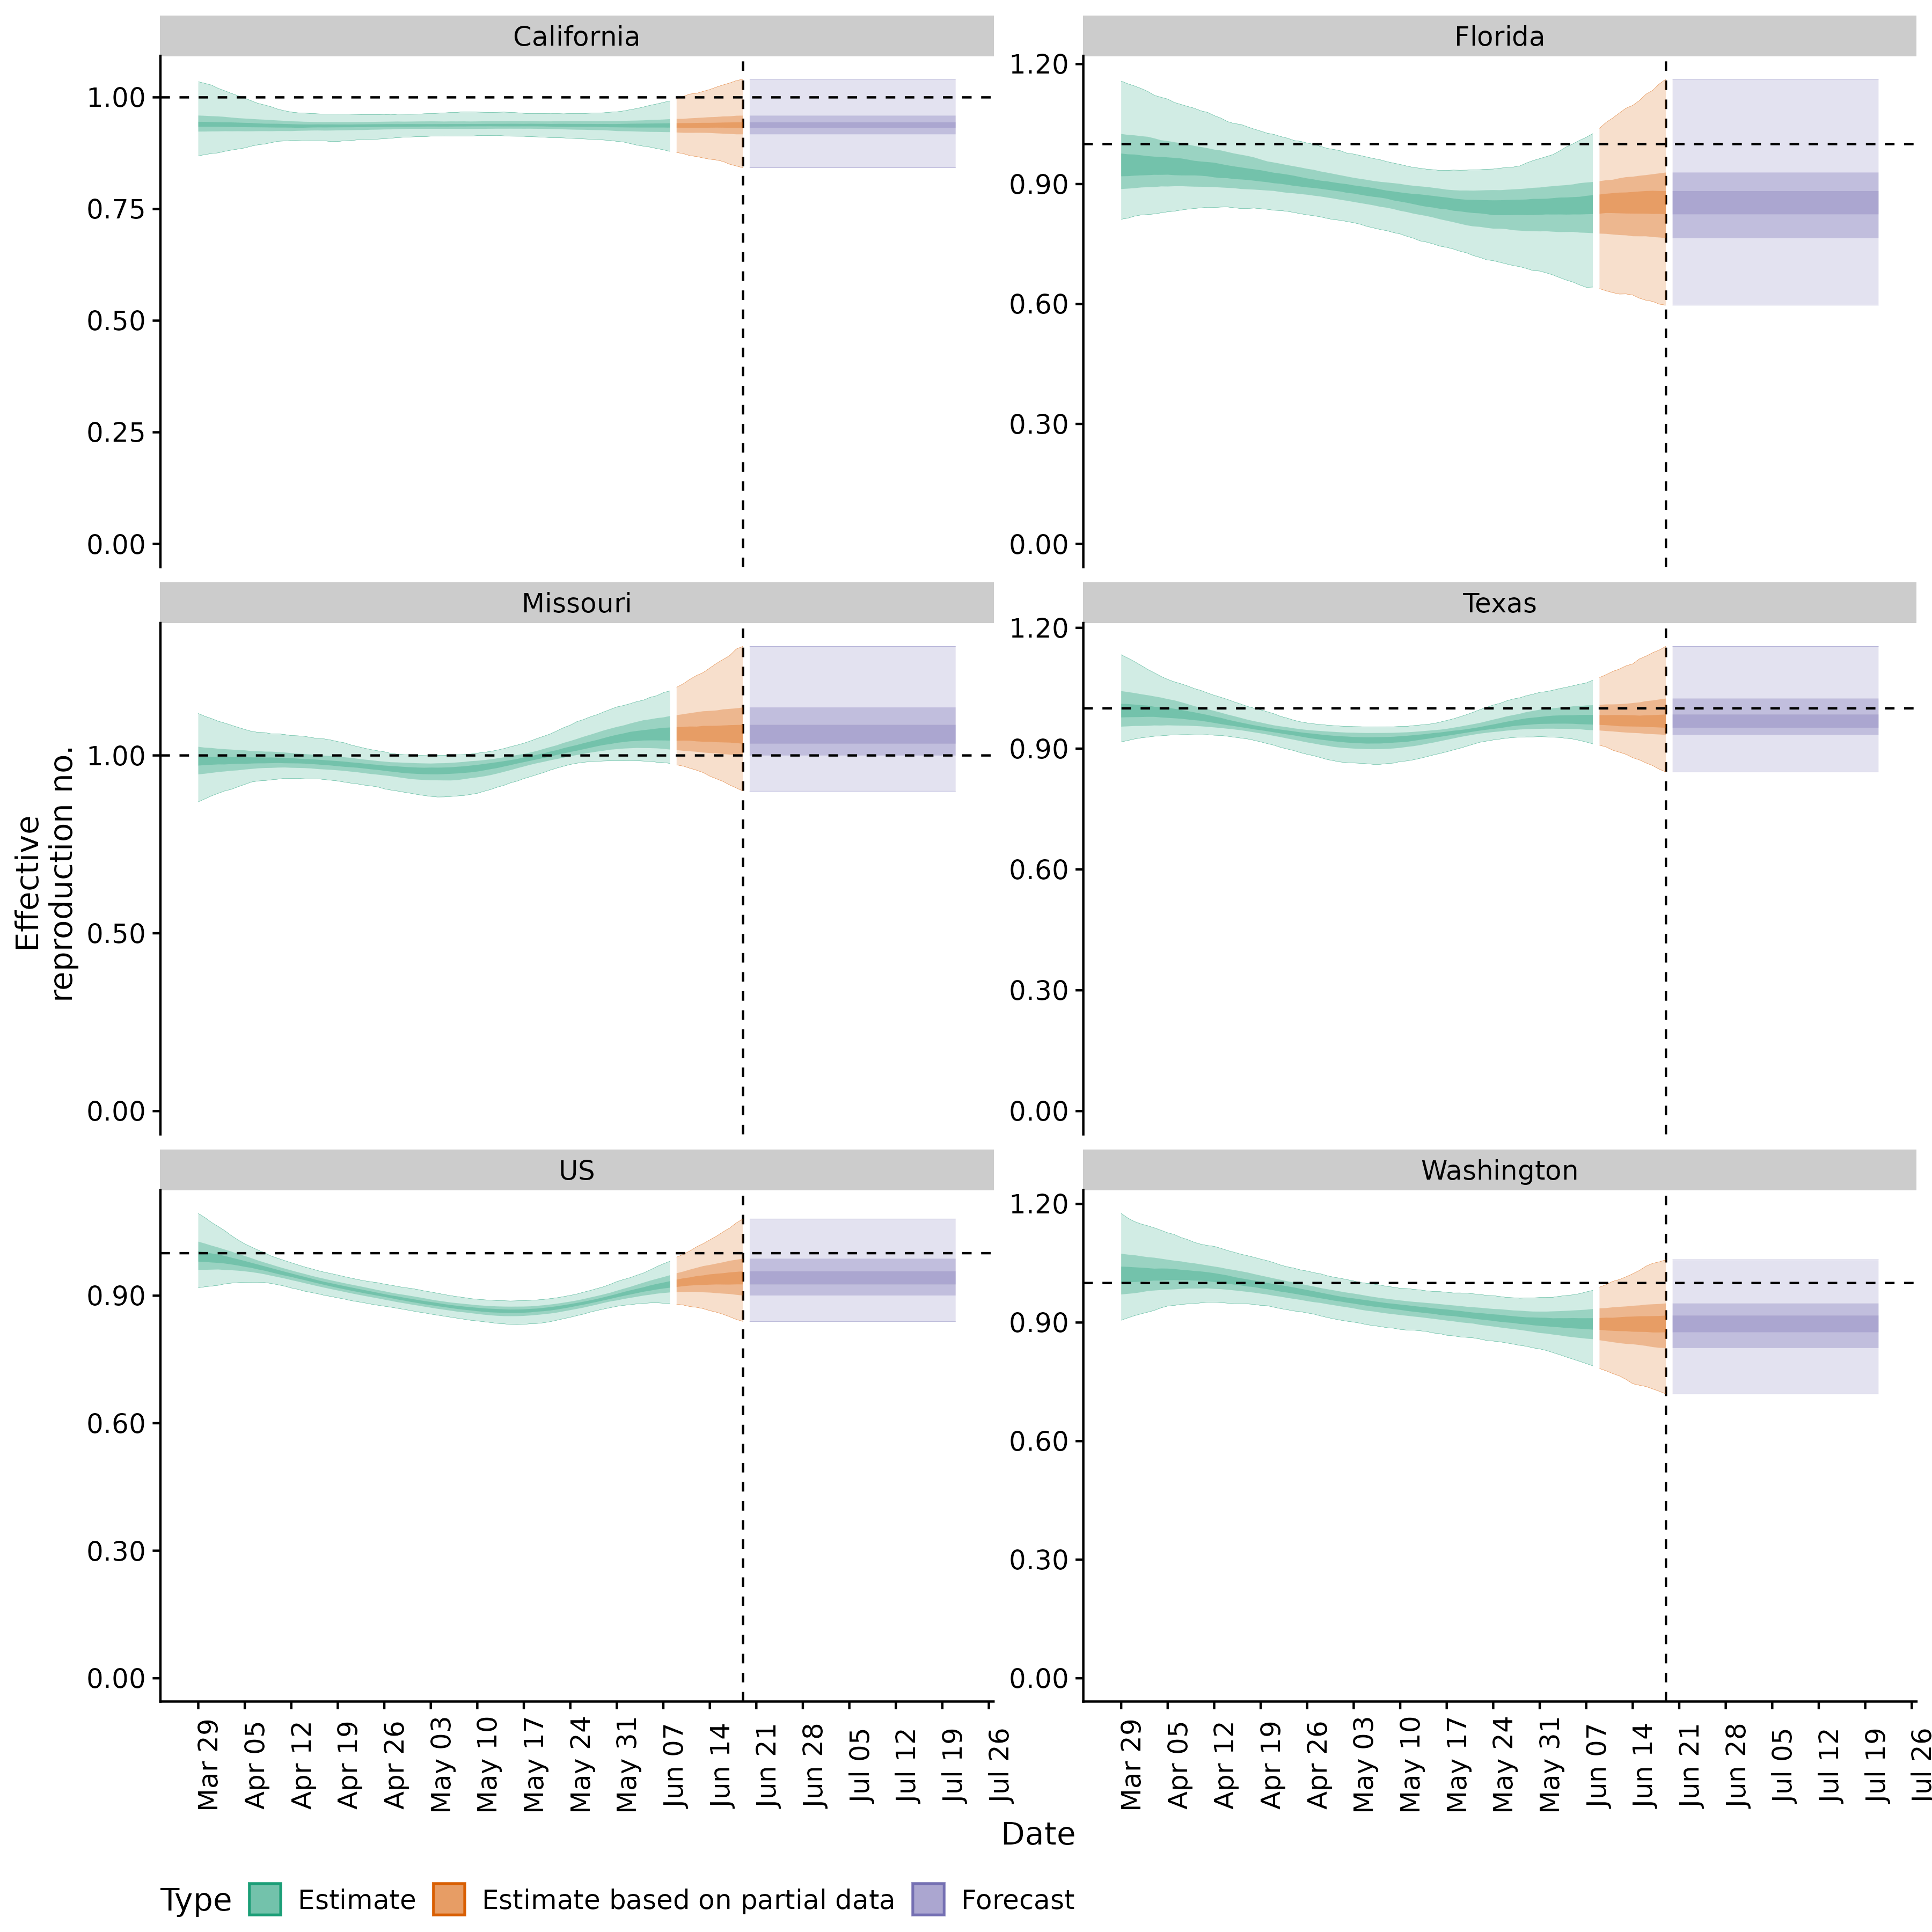 California
Florida
1.00
0.75
0.50
0.25
0.00
1.20
0.90
0.60
0.30
0.00
Missouri
Texas
1.00
0.50
0.00
1.20
0.90
0.60
0.30
0.00
Effective
reproduction no.
US
Washington
0.90
0.60
0.30
0.00
1.20
0.90
0.60
0.30
0.00
Mar 29
Apr 05
Apr 12
Apr 19
Apr 26
May 03
May 10
May 17
May 24
May 31
Jun 07
Jun 14
Jun 21
Jun 28
Jul 05
Jul 12
Jul 19
Jul 26
Mar 29
Apr 05
Apr 12
Apr 19
Apr 26
May 03
May 10
May 17
May 24
May 31
Jun 07
Jun 14
Jun 21
Jun 28
Jul 05
Jul 12
Jul 19
Jul 26
Date
Type Estimate Estimate based on partial data Forecast